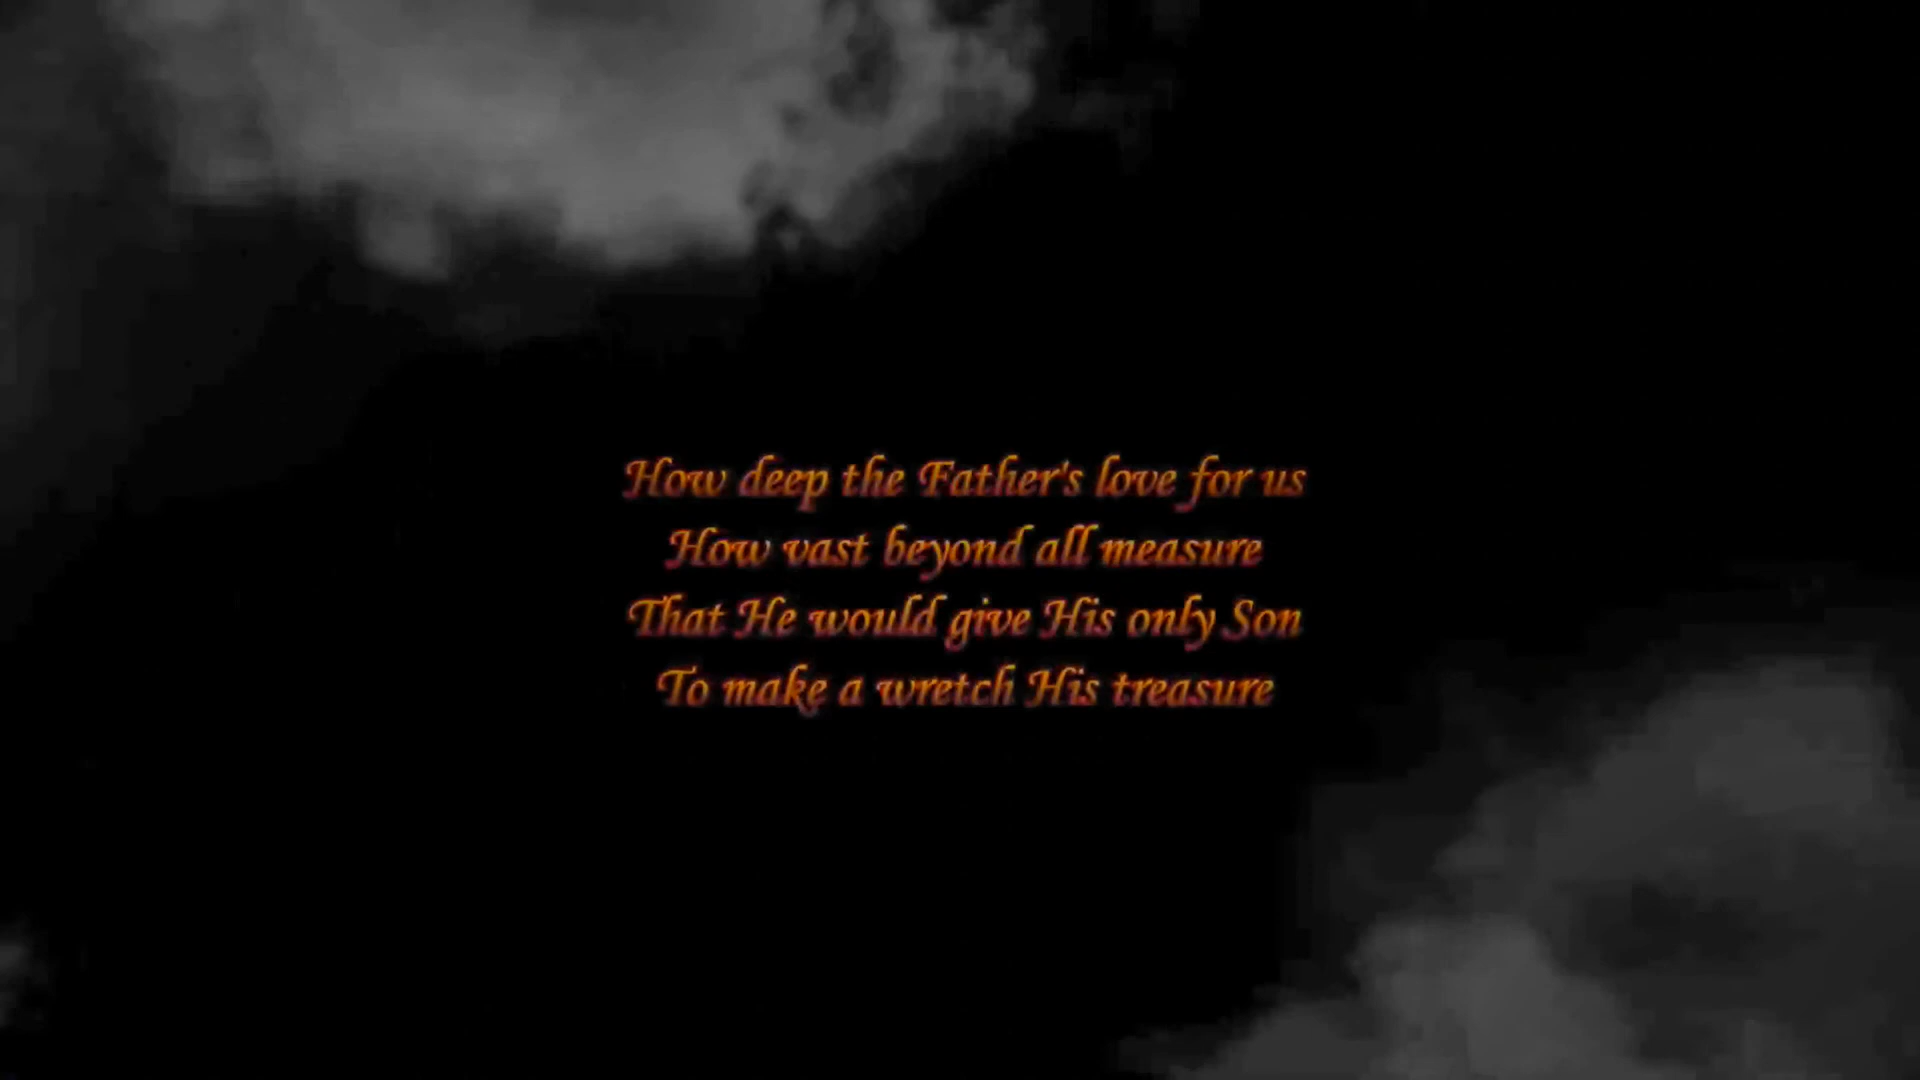 How deep the Father's love for us
How vast beyond all measure
That He would give His only Son
To make a wretch His treasure